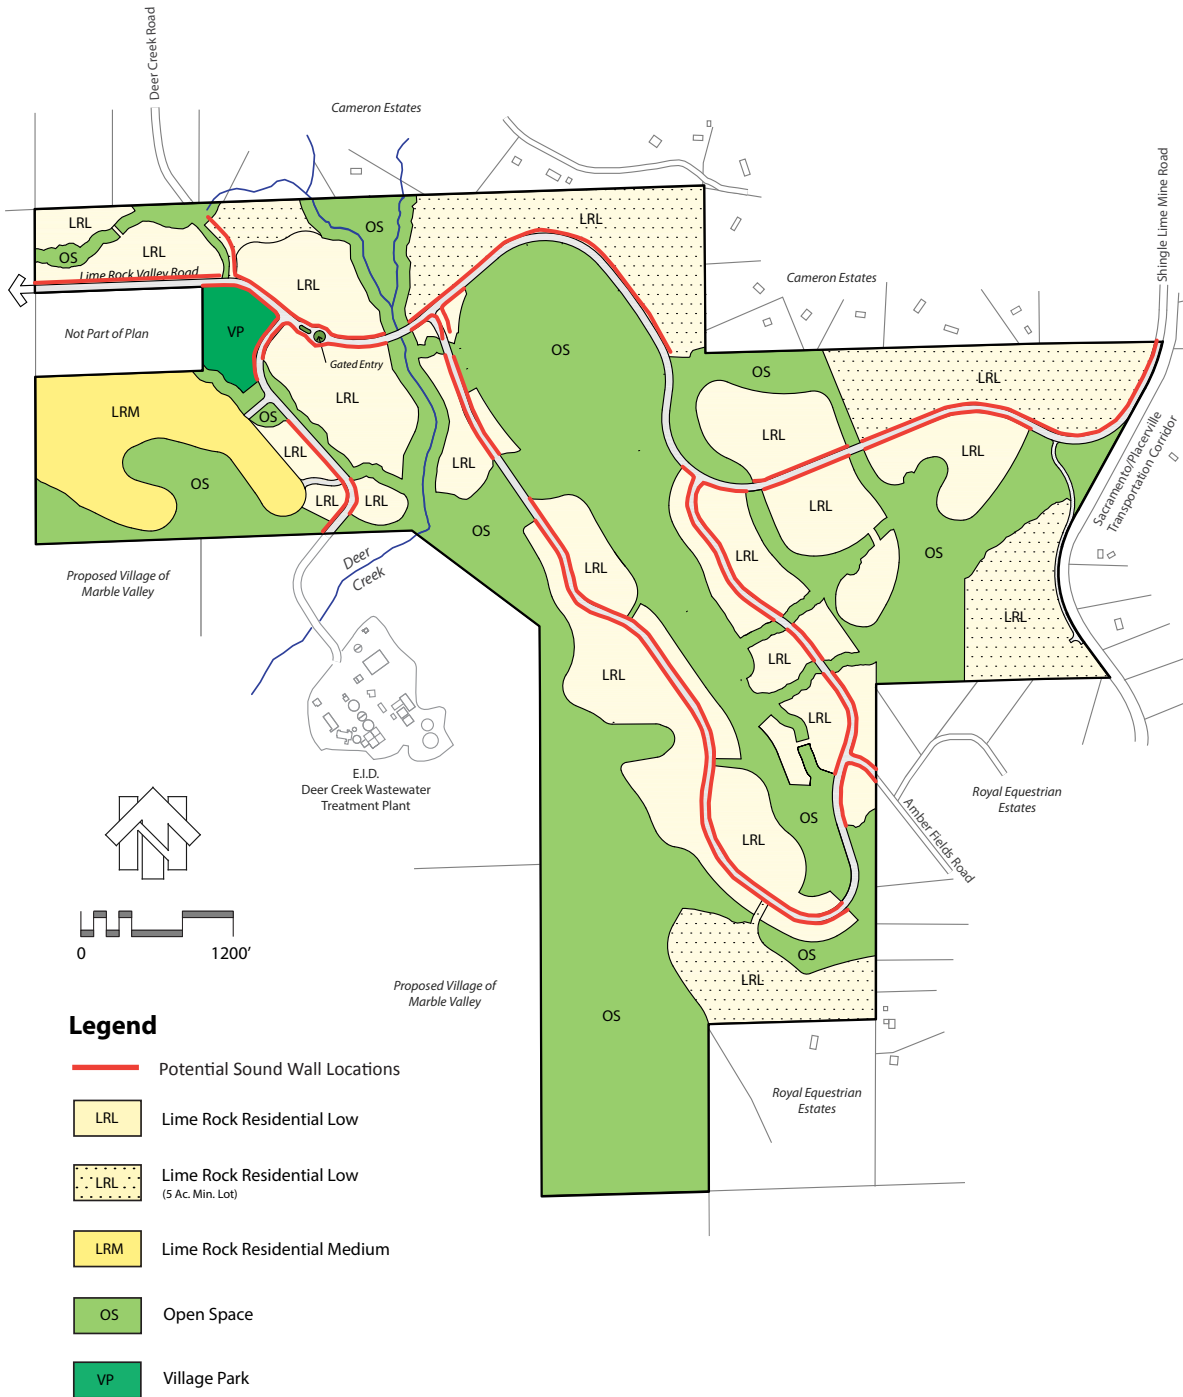 Deer Creek Road
Cameron Estates
Shingle Lime Mine Road
LRL
OS
LRL
LRL
OS
LRL
Lime Rock Valley Road
LRL
Cameron Estates
Not Part of Plan
VP
Gated Entry
OS
OS
LRL
LRM
LRL
OS
LRL
LRL
LRL
LRL
Sacramento/Placerville
Transportation Corridor
OS
LRL
LRL
LRL
OS
LRL
OS
Deer
Creek
LRL
LRL
Proposed Village of
Marble Valley
LRL
LRL
LRL
LRL
E.I.D.
Deer Creek Wastewater
Treatment Plant
Royal Equestrian
Estates
Amber Fields Road
OS
LRL
N
0
1200’
OS
LRL
Proposed Village of
Marble Valley
OS
Royal Equestrian
Estates
Legend
Potential Sound Wall Locations
LRL
Lime Rock Residential Low
LRL
Lime Rock Residential Low
(5 Ac. Min. Lot)
LRM
Lime Rock Residential Medium
OS
Open Space
VP
Village Park